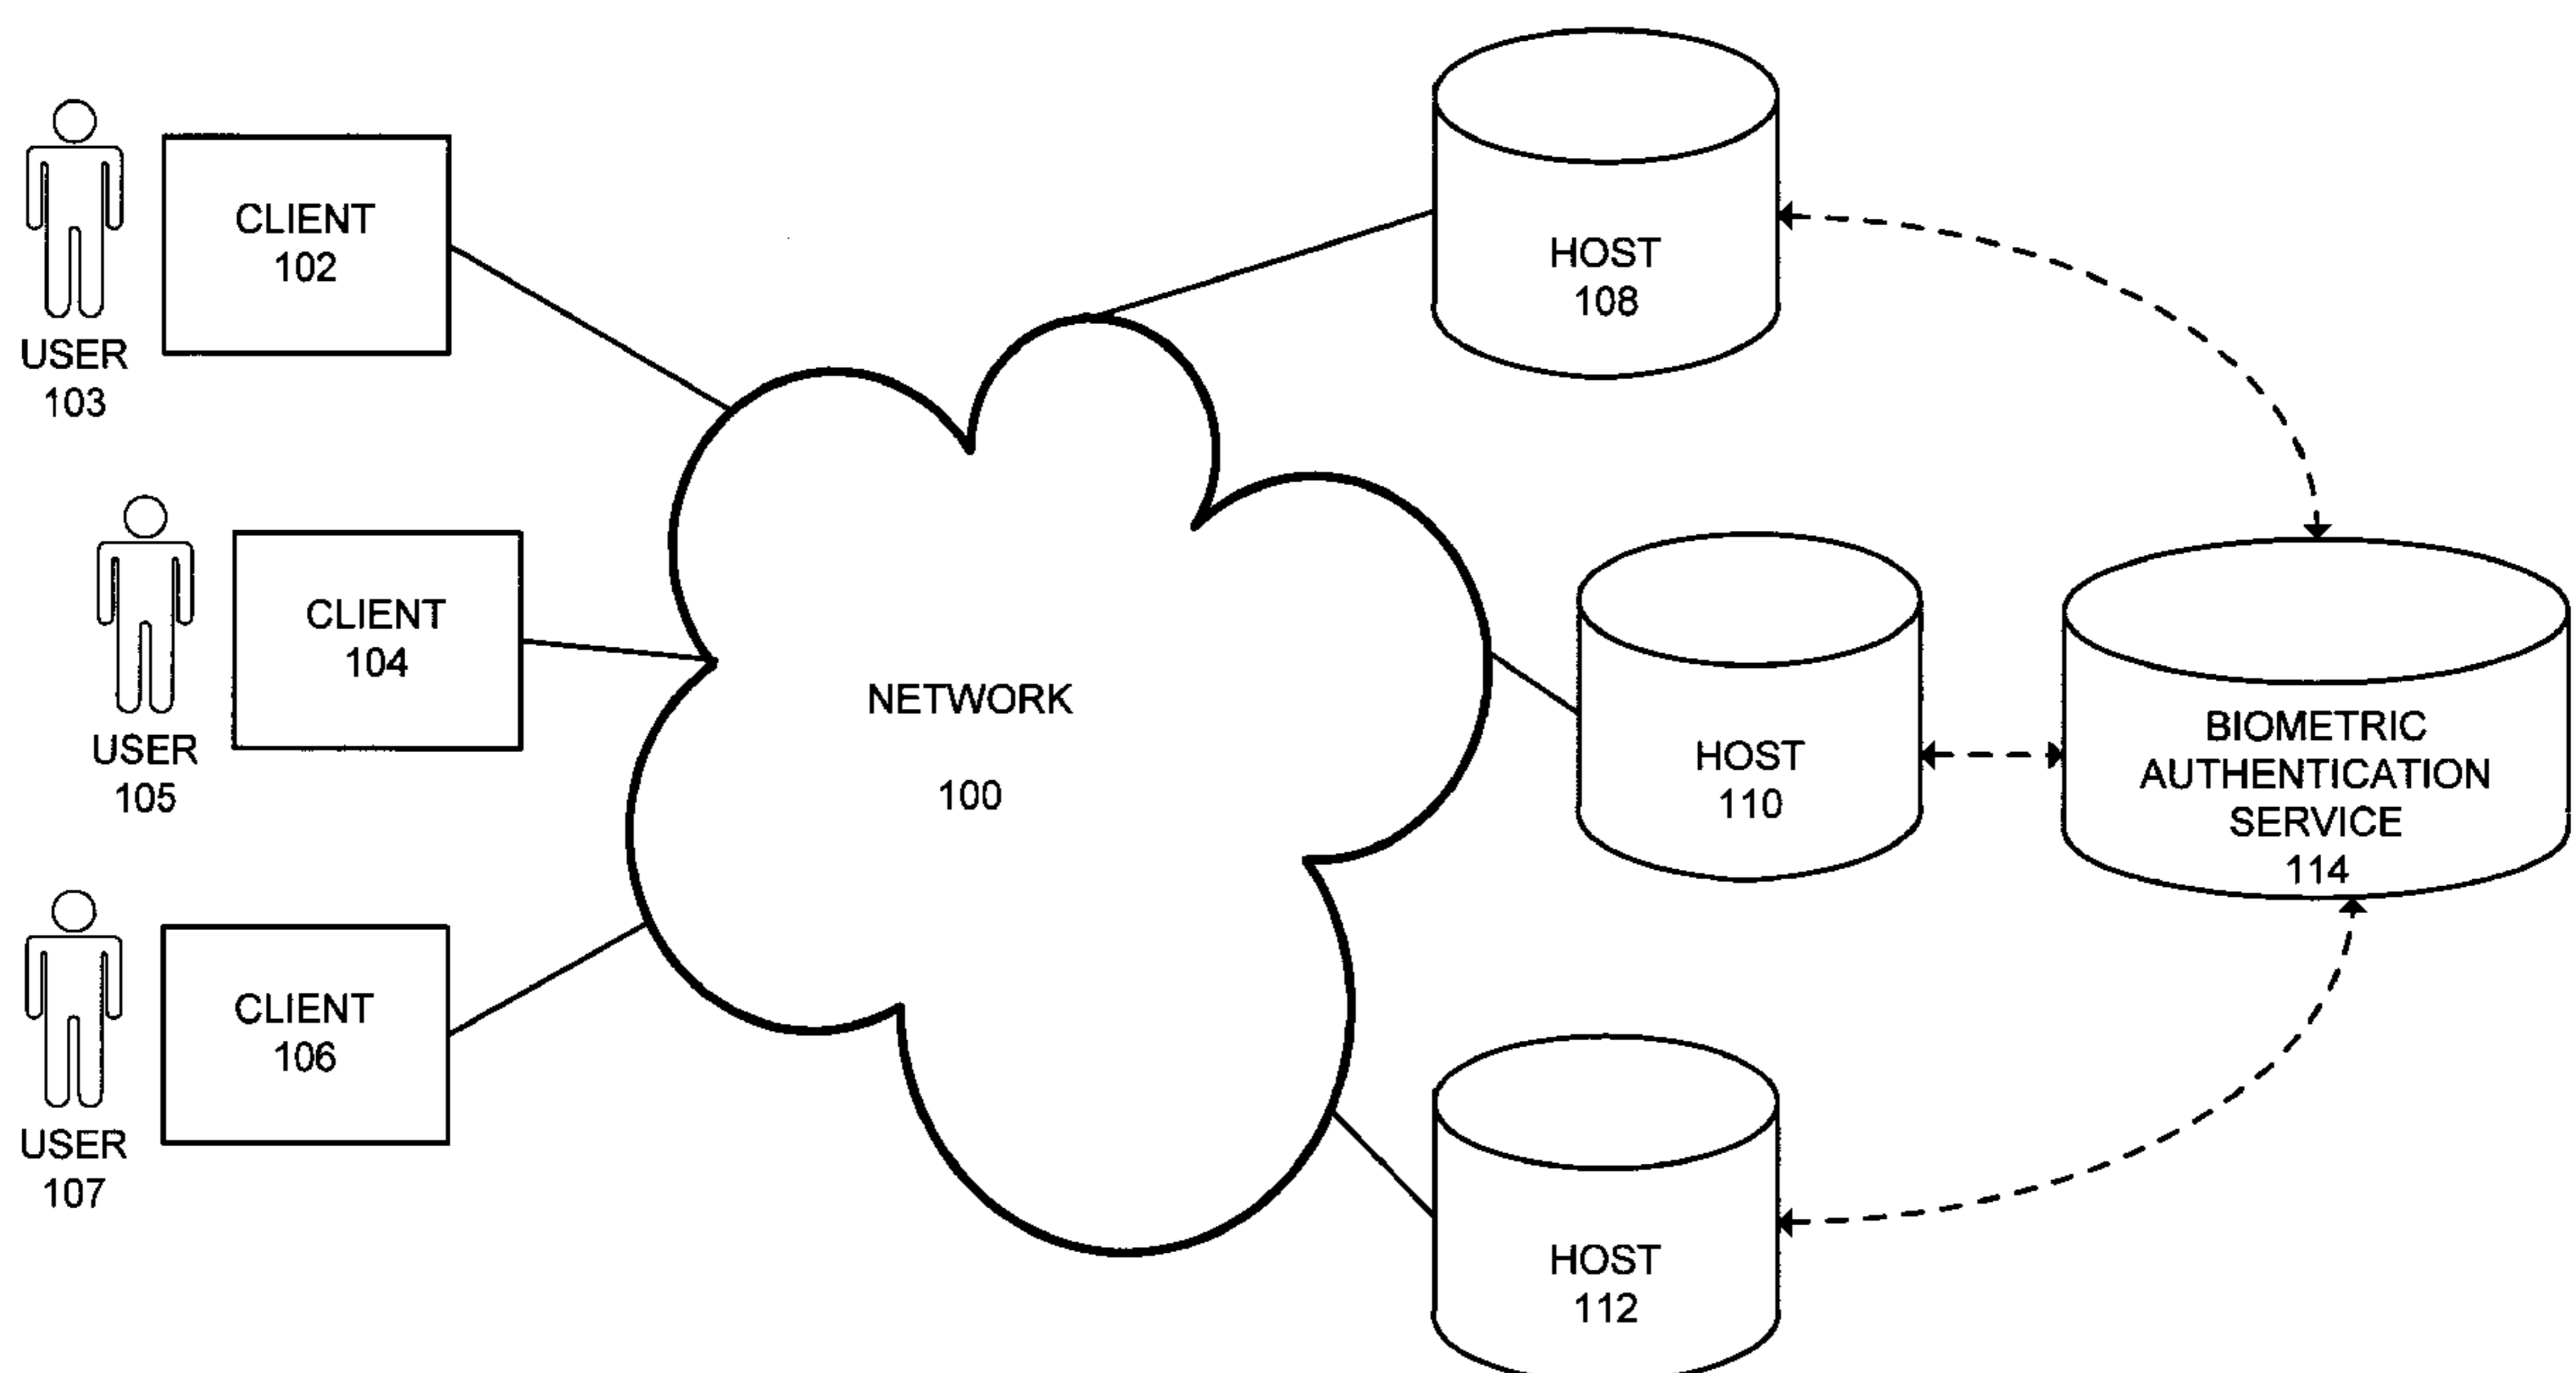 CLIENT
102
USER
103
CLIENT
104
USER
105
CLIENT
106
USER
107
NETWORK
100
HOST
108
HOST
110
HOST
112
BIOMETRIC
AUTHENTICATION
SERVICE
114